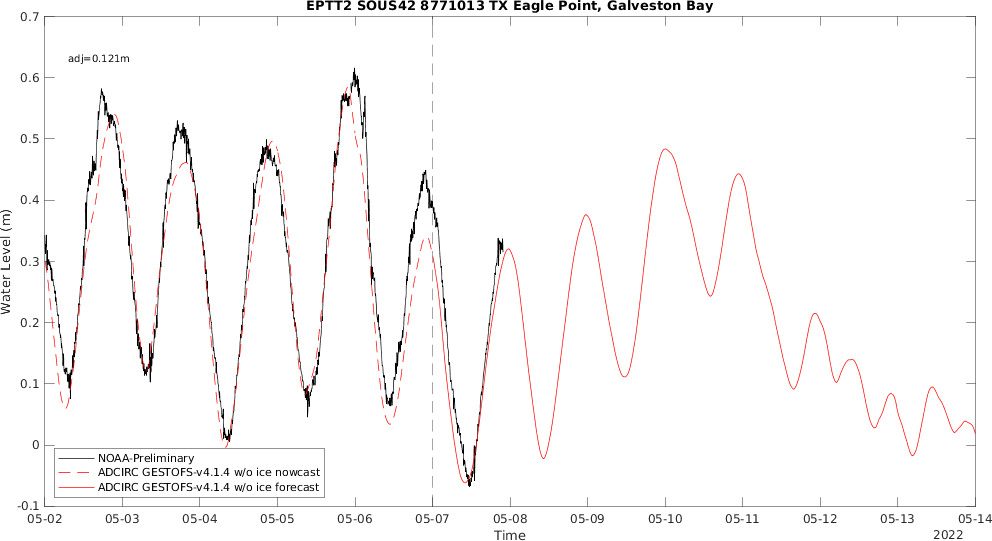 EPTT2 SOUS42 8771013 TX Eagle Point, Galveston Bay
adj=0.121m
Water Level (m)
0.7
0.6
0.5
0.4
0.3
0.2
0.1
0
-0.1
NOAA-Preliminary
ADCIRC GESTOFS-v4.1.4 w/o ice nowcast
ADCIRC GESTOFS-v4.1.4 w/o ice forecast
05-02 05-03 05-04 05-05 05-06 05-07 05-08 05-09 05-10 05-11 05-12 05-13 05-14
Time
2022